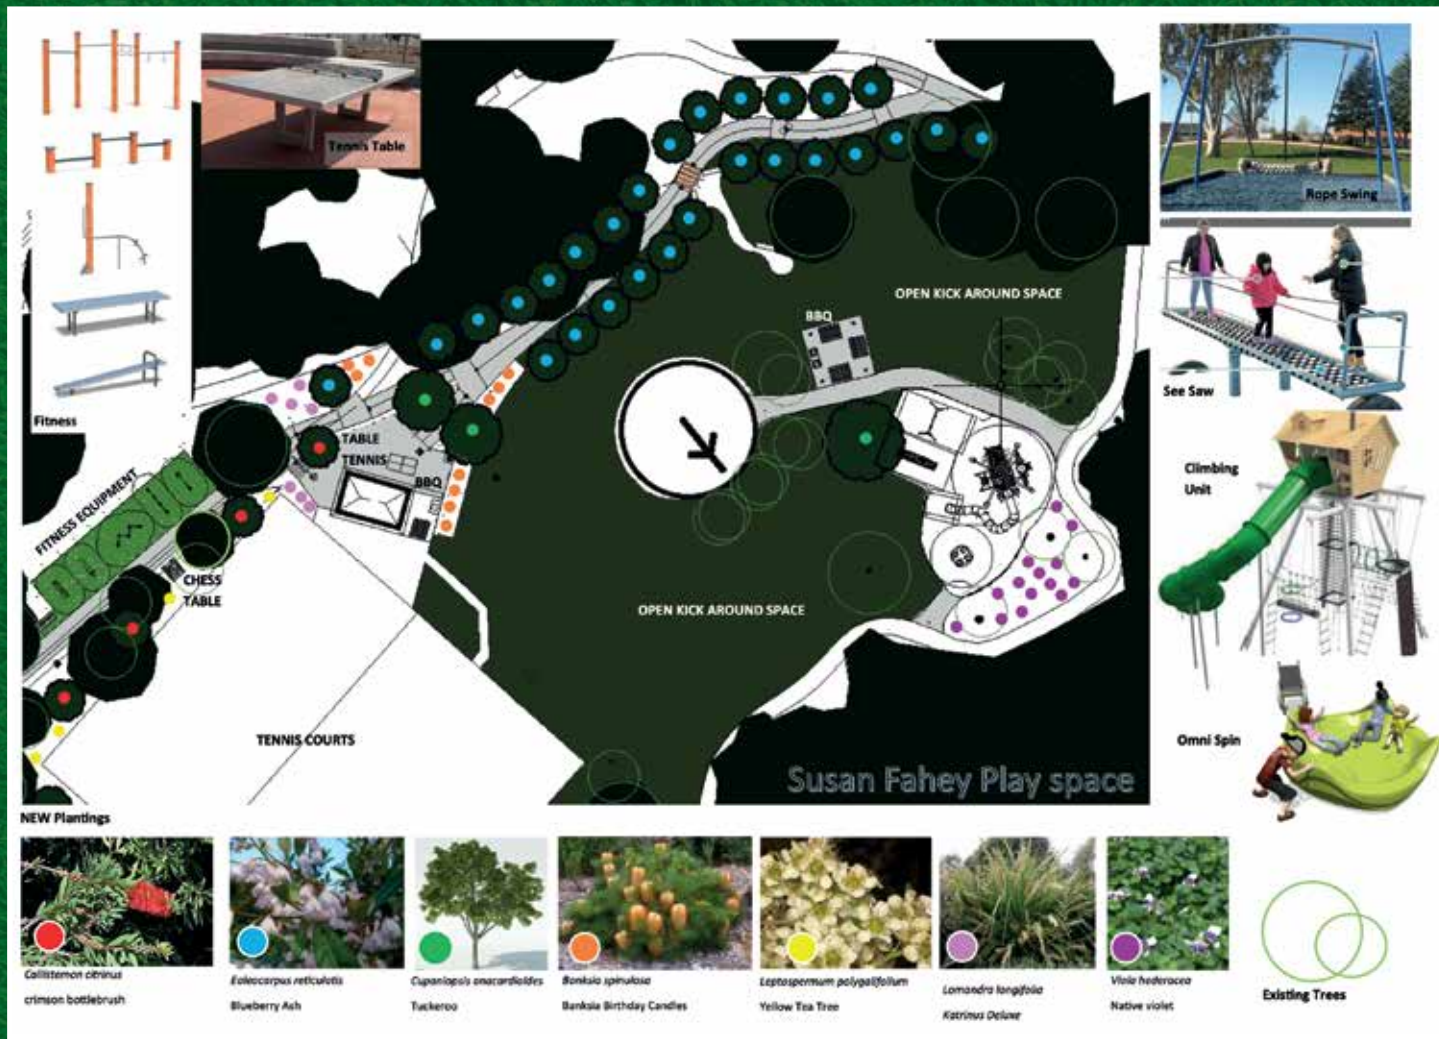 Tennis Table
Rope Swing
OPEN KICK AROUND SPACE
BBQ
See Saw
Fitness
TABLE
TENNIS
BBQ
Climbing
Unit
FITNESS EQUIPMENT
CHESS
TABLE
OPEN KICK AROUND SPACE
TENNIS COURTS
Omni Spin
Susan Fahey Play space
NEW Plantings
Callistemon citrinus
crimson bottlebrush
Ealeocarpus reticulatis
Blueberry Ash
Cupaniopsis anacardioides
Tuckeroo
Banksia spinulosa
Banksia Birthday Candles
Leptospermum polygalifolium
Yellow Tea Tree
Lomandra longifolia
Katrinus Deluxe
Viola hederacea
Native violet
Existing Trees